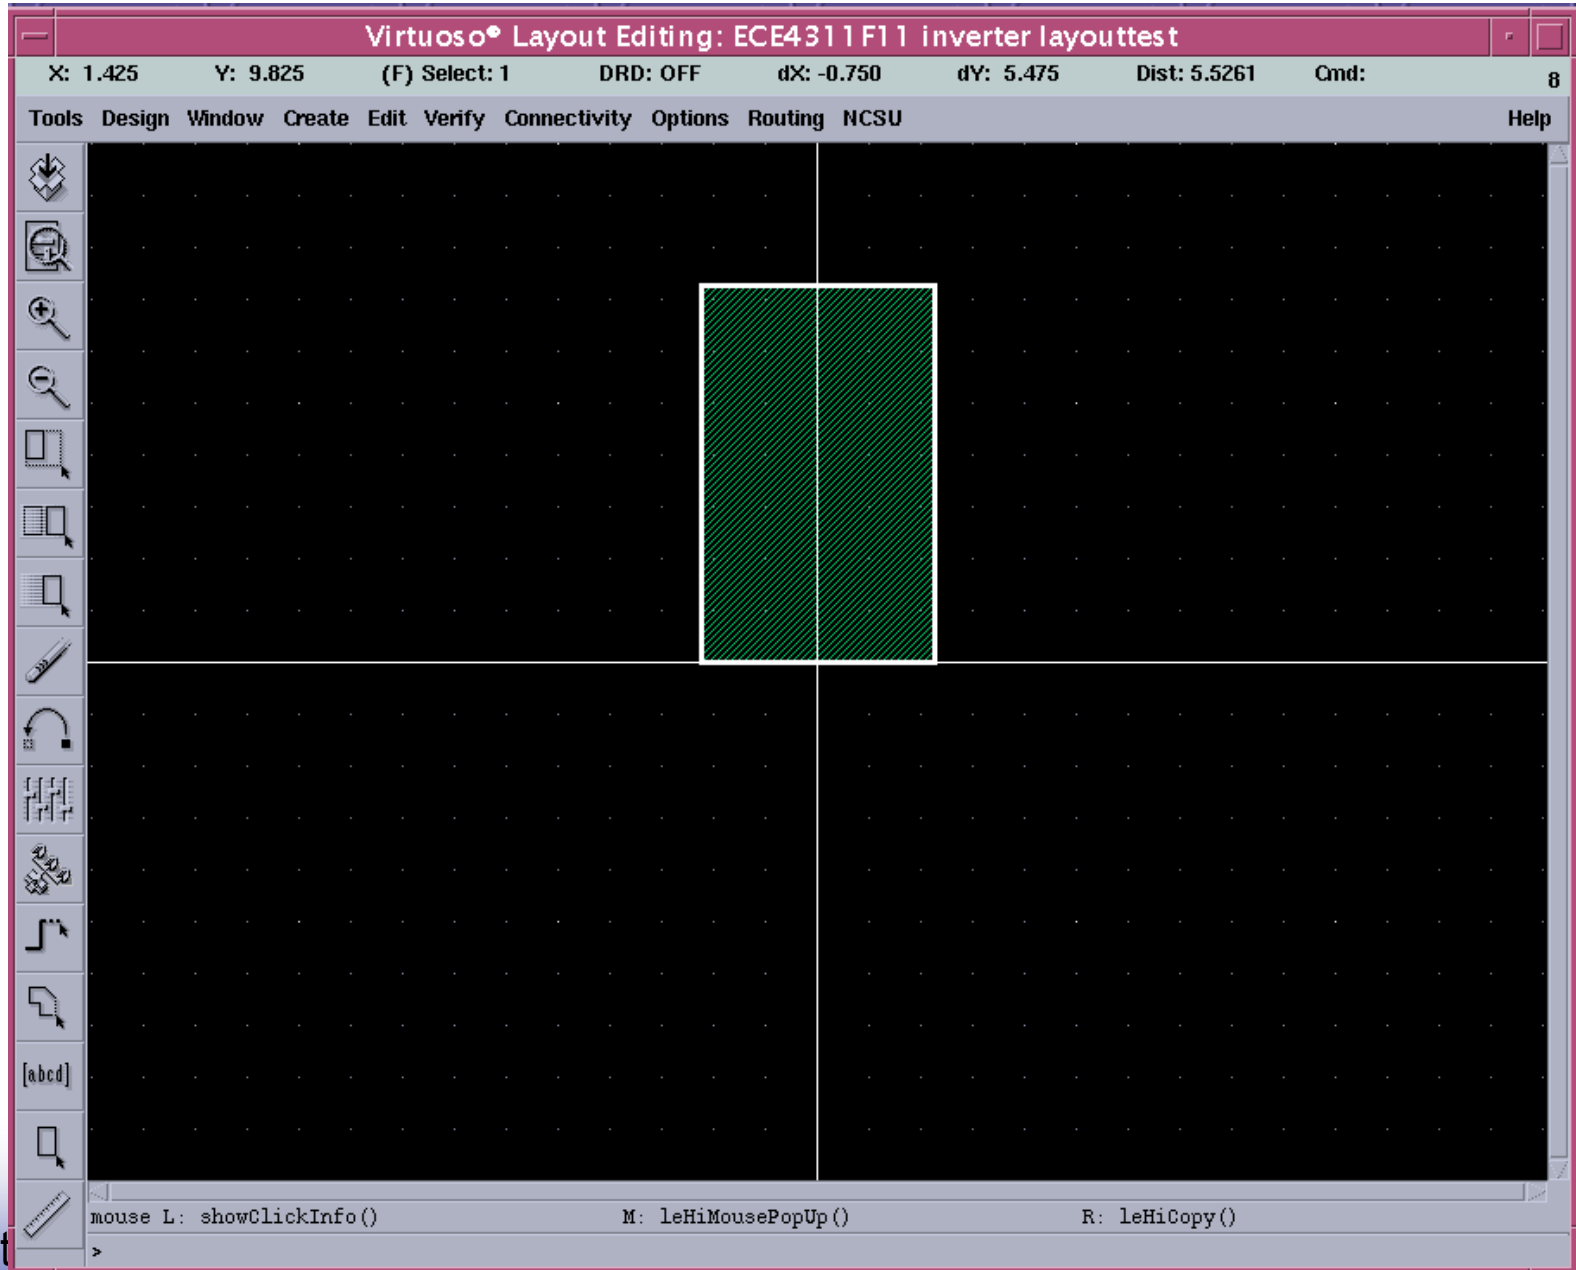 Virtuoso® Layout Editing: ECE4311F11 inverter layouttest
X: 1.425 Y: 9.825 (F) Select: 1 DRD: OFF dX: -0.750 dY: 5.475 Dist: 5.5261 Cmd: 8
Tools Design Window Create Edit Verify Connectivity Options Routing NCSU Help
[abcd]
mouse L: showClickInfo() M: leHiMousePopUp() R: leHiCopy()
t
>